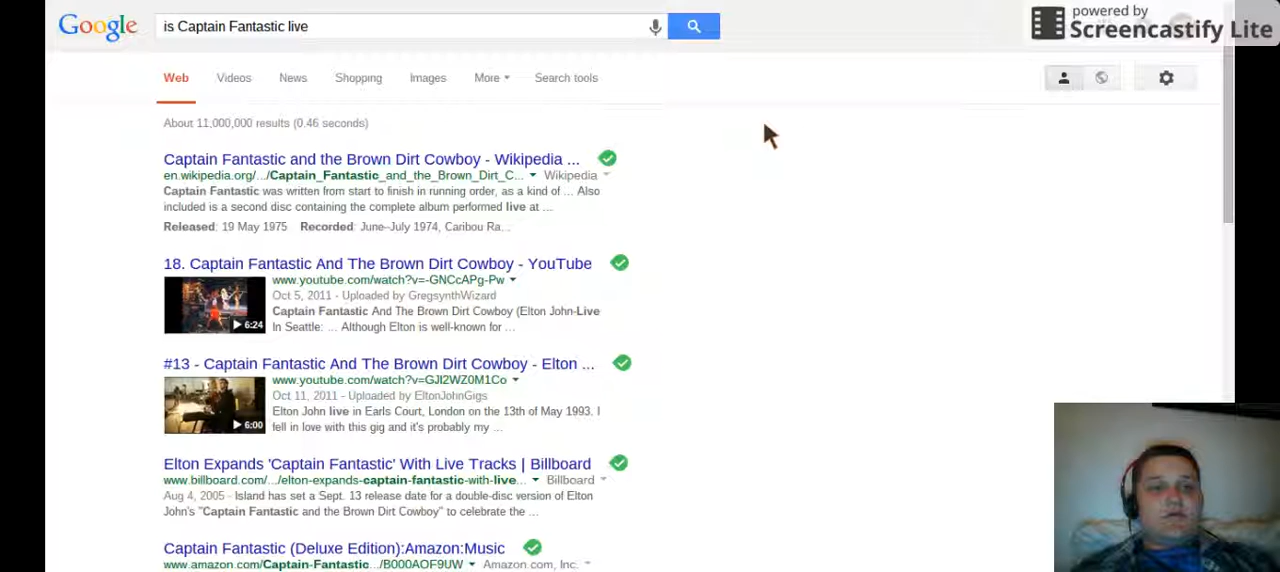 powered by
Screencastify Lite
Google
is Captain Fantastic live
Web Videos News Shopping Images More Search tools
About 11,000,000 results (0.46 seconds)
Captain Fantastic and the Brown Dirt Cowboy - Wikipedia ...
en.wikipedia.org/.../Captain_Fantastic_and_the_Brown_Dirt_C... Wikipedia
Captain Fantastic was written from start to finish in running order, as a kind of ... Also
included is a second disc containing the complete album performed live at ...
Released: 19 May 1975 Recorded: June–July 1974, Caribou Ra...
18. Captain Fantastic And The Brown Dirt Cowboy - YouTube
www.youtube.com/watch?v=-GNCcAPg-Pw
Oct 5, 2011 - Uploaded by GregsynthWizard
Captain Fantastic And The Brown Dirt Cowboy (Elton John-Live
In Seattle: ... Although Elton is well-known for ...
6:24
#13 - Captain Fantastic And The Brown Dirt Cowboy - Elton ...
www.youtube.com/watch?v=GJI2WZ0M1Co
Oct 11, 2011 - Uploaded by EltonJohnGigs
Elton John live in Earls Court, London on the 13th of May 1993. I
fell in love with this gig and it's probably my ...
6:00
Elton Expands 'Captain Fantastic' With Live Tracks | Billboard
www.billboard.com/.../elton-expands-captain-fantastic-with-live... Billboard
Aug 4, 2005 - Island has set a Sept. 13 release date for a double-disc version of Elton
John's "Captain Fantastic and the Brown Dirt Cowboy" to celebrate the ...
Captain Fantastic (Deluxe Edition):Amazon:Music
www.amazon.com/Captain-Fantastic.../B000AOF9UW Amazon.com, Inc.